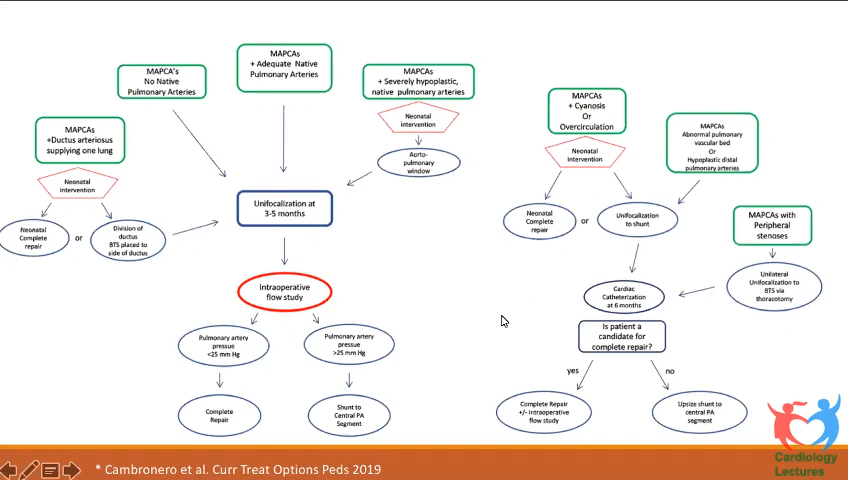 MAPCA's
No Native
Pulmonary Arteries
MAPCAs
+ Adequate Native
Pulmonary Arteries
MAPCAs
+ Severely hypoplastic,
native pulmonary arteries
Neonatal
intervention
Aorto-
pulmonary
window
MAPCAs
+Ductus arteriosus
supplying one lung
Neonatal
intervention
Neonatal
Complete
repair
or
Division of
ductus
BTS placed to
side of ductus
Unifocalization at
3-5 months
Intraoperative
flow study
Pulmonary artery
pressue
<25 mm Hg
Pulmonary artery
pressue
>25 mm Hg
Complete
Repair
Shunt to
Central PA
Segment
MAPCAs
+ Cyanosis
Or
Overcirculation
Neonatal
intervention
MAPCAs
Abnormal pulmonary
vascular bed
Or
Hypoplastic distal
pulmonary arteries
Neonatal
Complete
repair
or
Unifocalization
to shunt
MAPCAs with
Peripheral
stenoses
Unilateral
Unifocalization to
BTS via
thoracotomy
Cardiac
Catheterization
at 6 months
Is patient a
candidate for
complete repair?
yes
no
Complete Repair
+/- intraoperative
flow study
Upsize shunt to
central PA
segment
* Cambronero et al. Curr Treat Options Peds 2019
Cardiology
Lectures